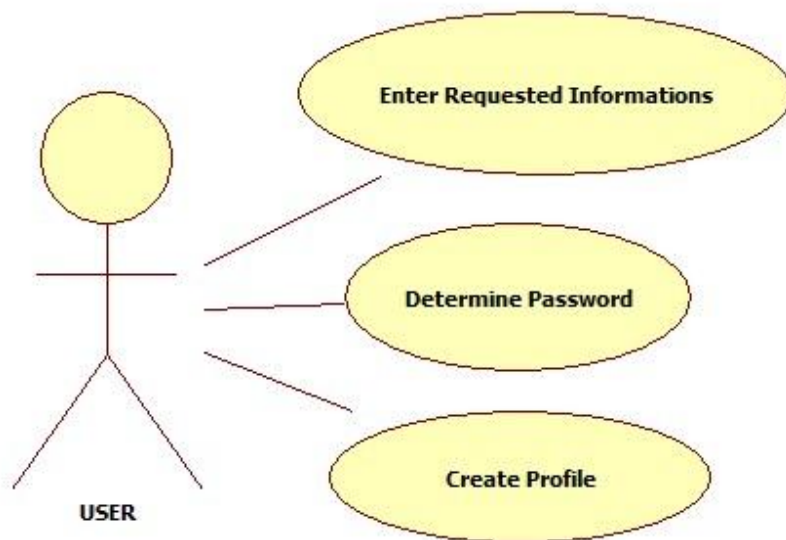 Enter Requested Informations
Determine Password
Create Profile
USER